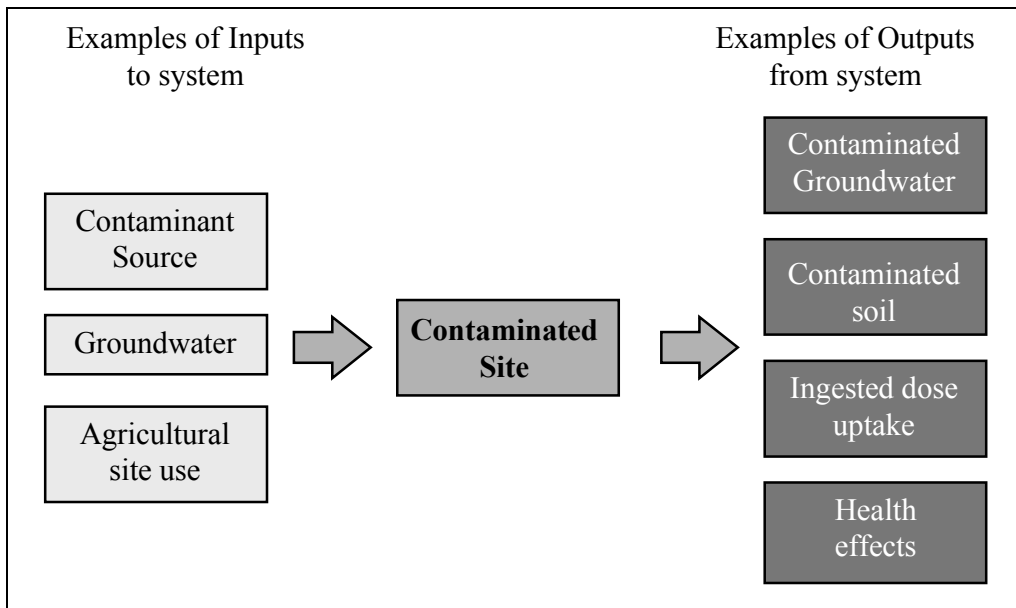 Examples of Inputs
to system
Examples of Outputs
from system
Contaminant
Source
Groundwater
Agricultural
site use
Contaminated
Site
Contaminated
Groundwater
Contaminated
soil
Ingested dose
uptake
Health
effects